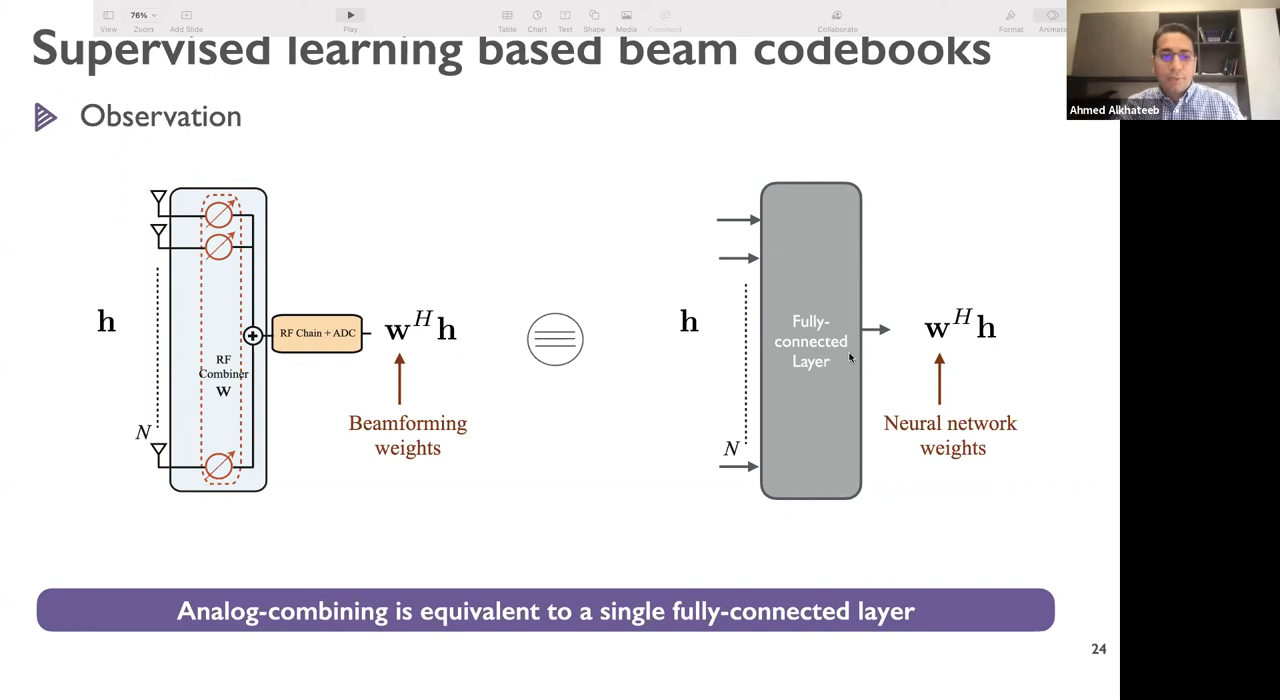 View
76%
Zoom
Add Slide
Play
Table
Chart
Text
Shape
Media
Comment
Collaborate
Format
Animate
Supervised learning based beam codebooks
Ahmed Alkhateeb
Observation
h
N
RF
Combiner
w
RF Chain + ADC
w^H h
Beamforming
weights
h
N
Fully-
connected
Layer
w^H h
Neural network
weights
Analog-combining is equivalent to a single fully-connected layer
24